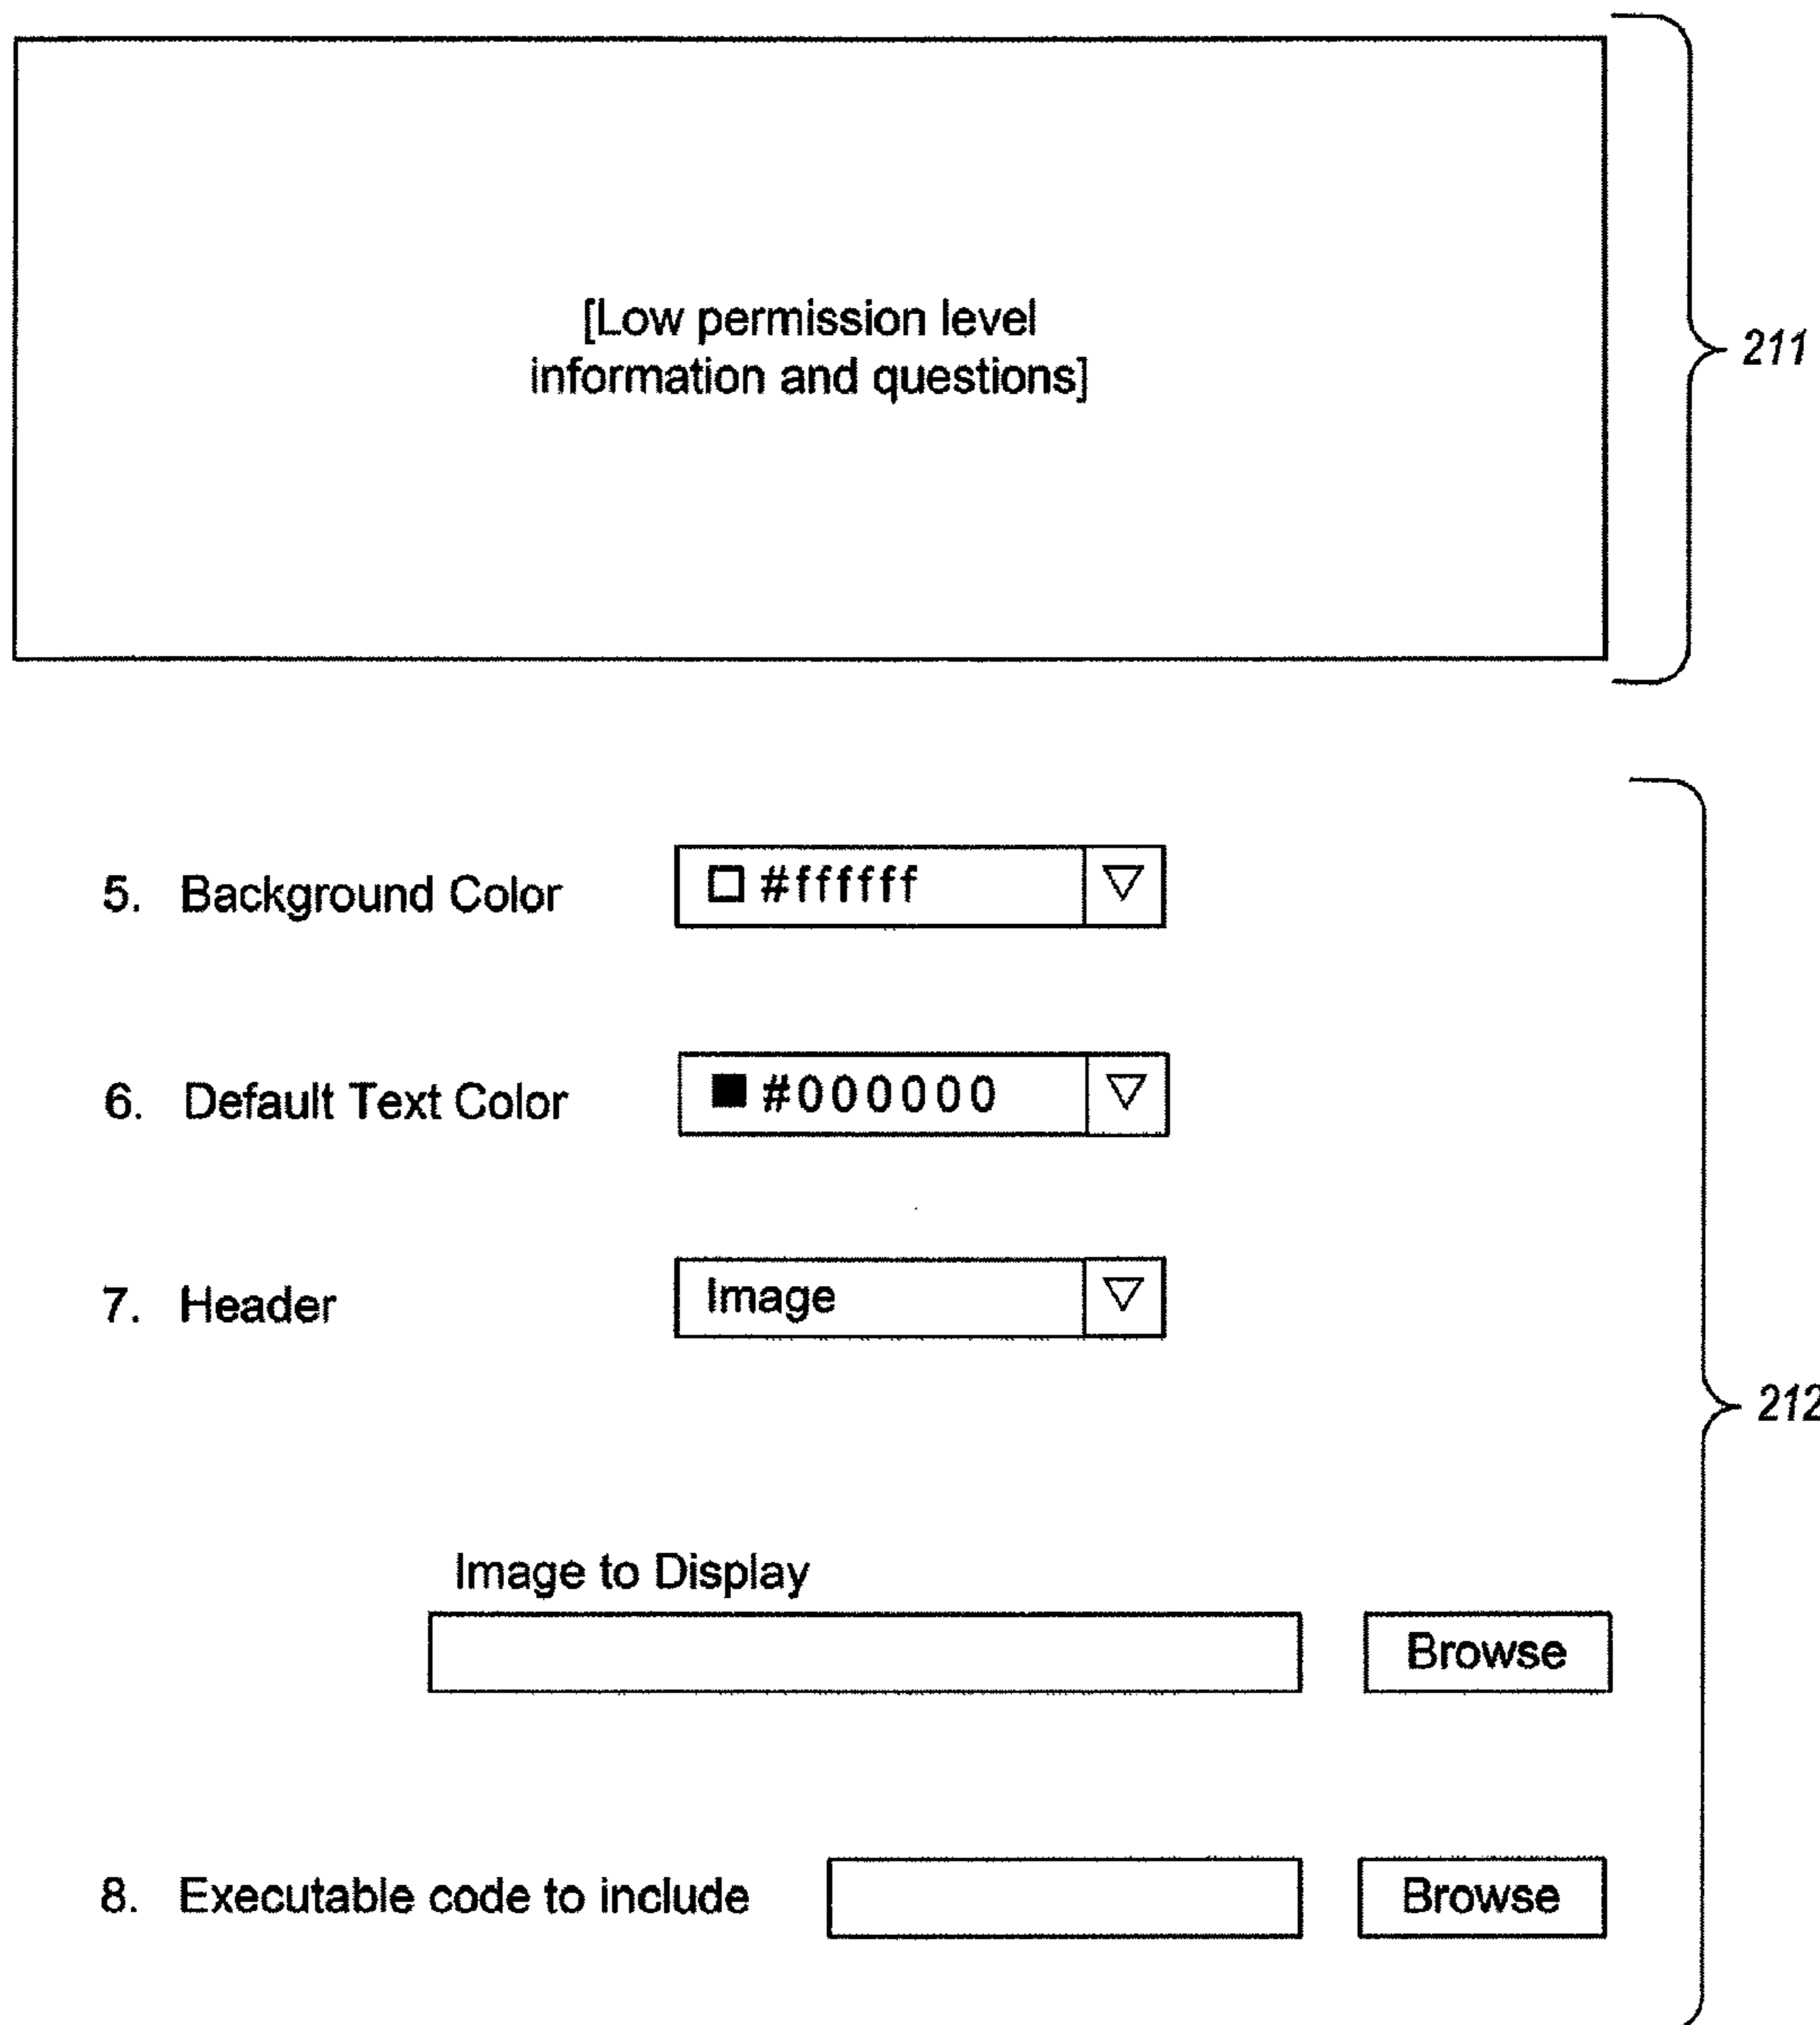 [Low permission level
information and questions]
211
5. Background Color #ffffff
6. Default Text Color #000000
7. Header Image
212
Image to Display
Browse
8. Executable code to include Browse